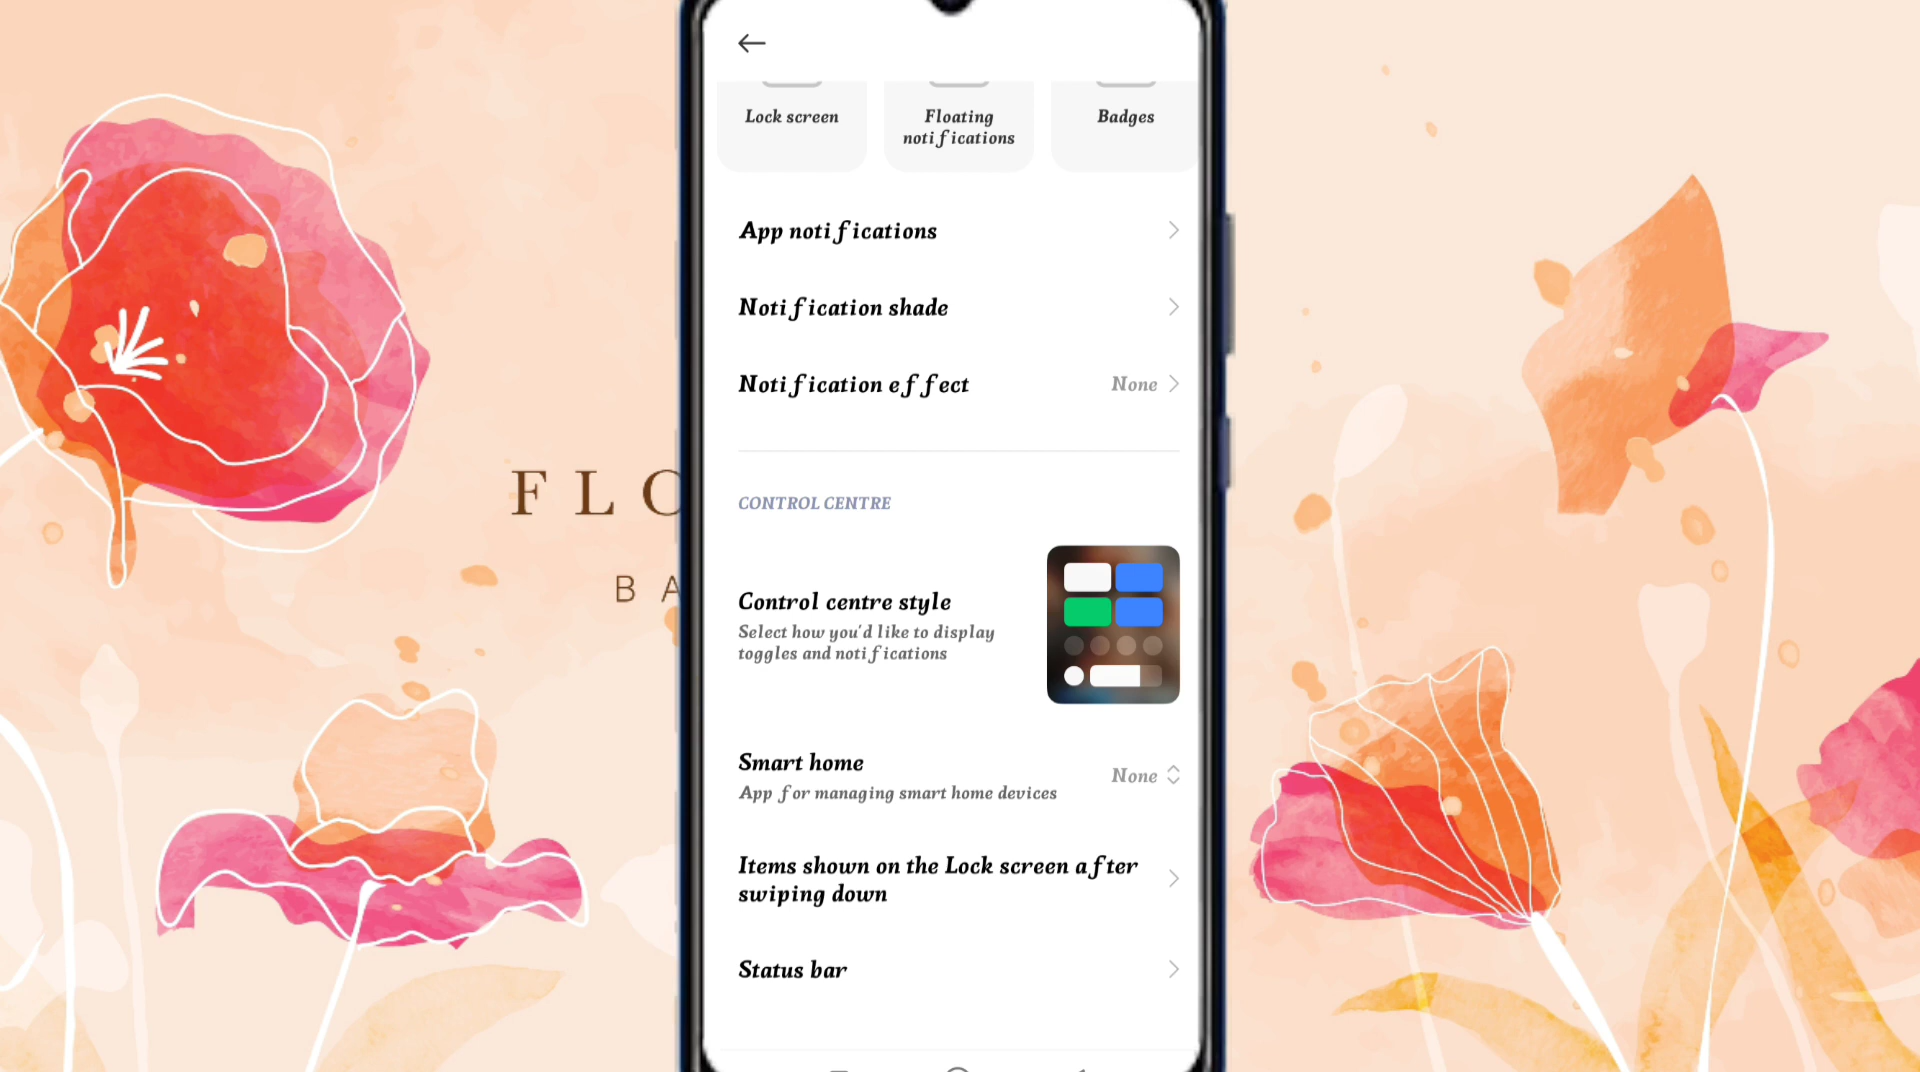 Lock screen
Floating
notifications
Badges
App notifications
Notification shade
Notification effect
None
FLO
BA
CONTROL CENTRE
Control centre style
Select how you'd like to display
toggles and notifications
Smart home
None
App for managing smart home devices
Items shown on the Lock screen after
swiping down
Status bar